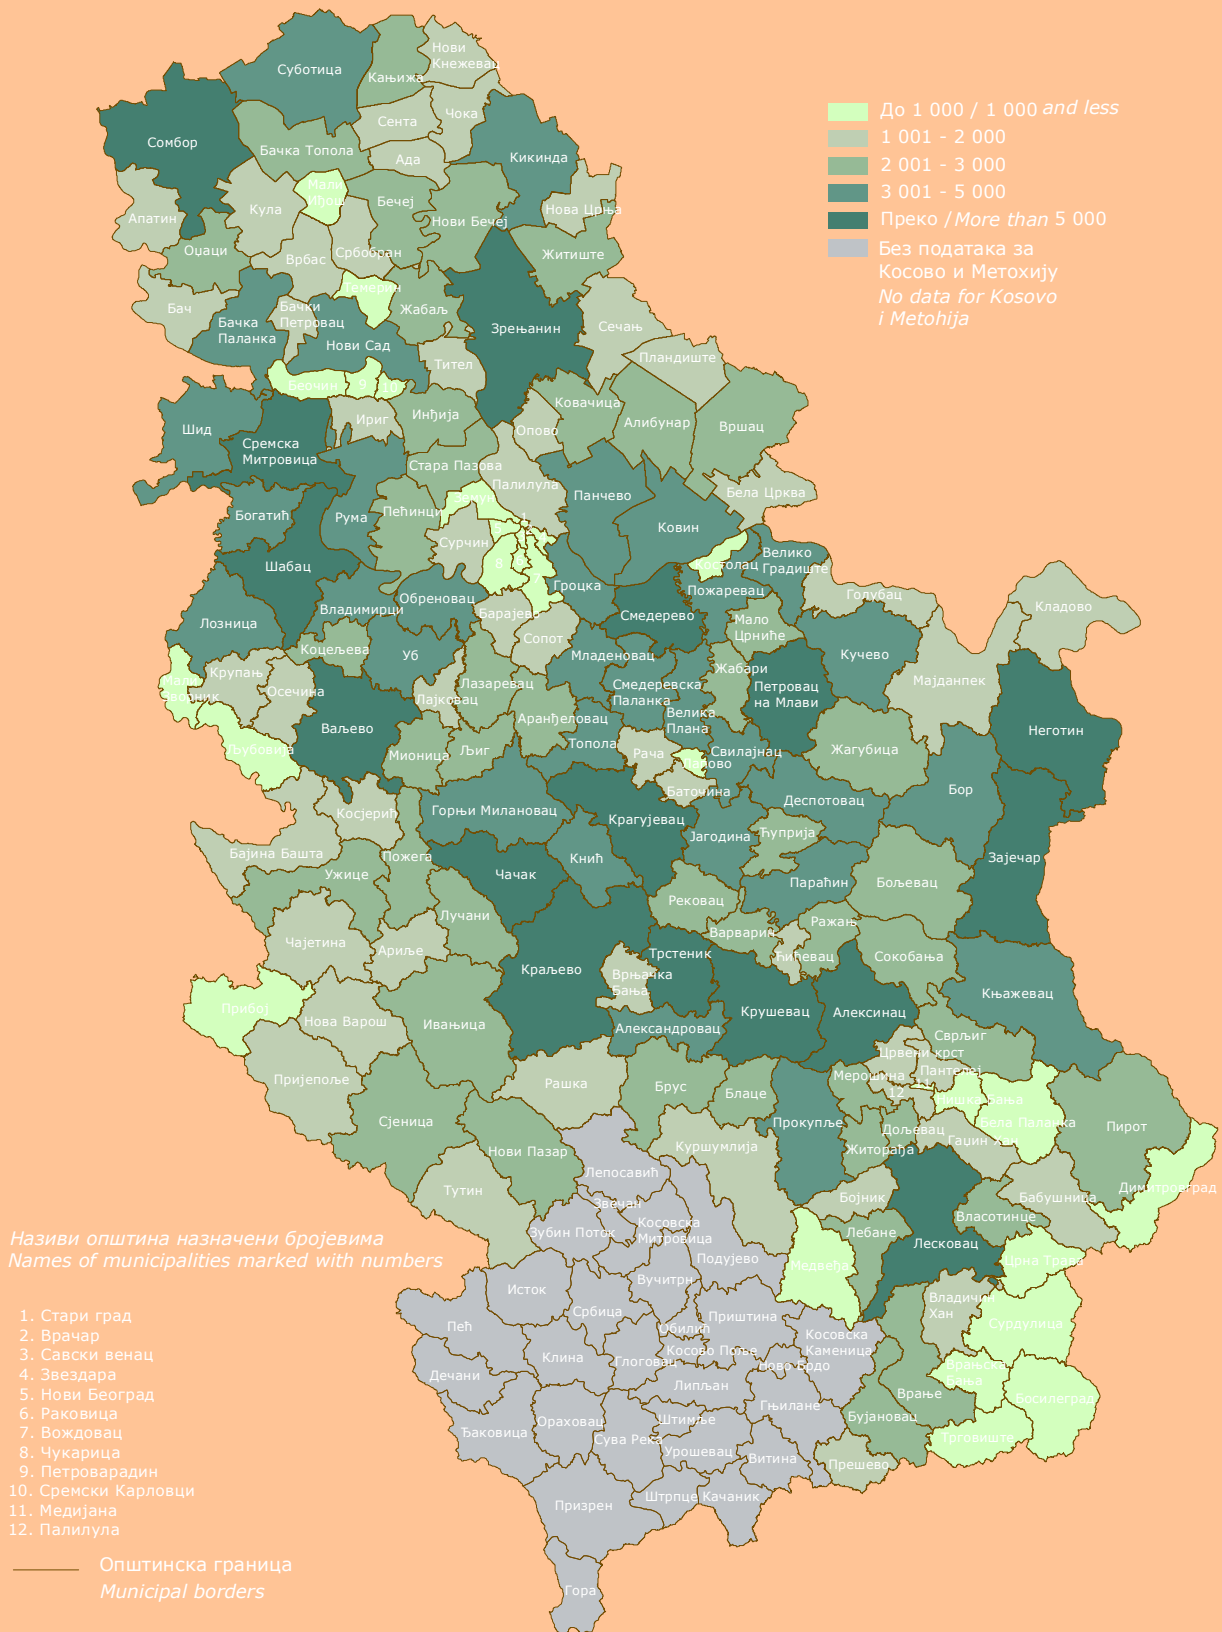 До 1 000 / 1 000 and less
1 001 - 2 000
2 001 - 3 000
3 001 - 5 000
Преко / More than 5 000
Без података за
Косово и Метохију
No data for Kosovo
i Metohija
Суботица
Кањижа
Нови
Кнежевац
Сомбор
Сента
Чока
Бачка Топола
Ада
Кикинда
Мали
Иђош
Апатин
Кула
Бечеј
Нови Бечеј
Нова Црња
Оџаци
Врбас
Србобран
Житиште
Темерин
Бач
Бачки
Петровац
Жабаљ
Бачка
Паланка
Зрењанин
Сечањ
Нови Сад
Тител
Пландиште
Беочин
9
10
Ковачица
Шид
Ириг
Инђија
Опово
Алибунар
Вршац
Сремска
Митровица
Стара Пазова
Палилула
Земун
Панчево
Бела Црква
Богатић
Рума
Пећинци
1
Ковин
5
Сурчин
8
7
Костолац
Велико
Градиште
Шабац
Гроцка
Пожаревац
Голубац
Кладово
Обреновац
Владимирци
Барајево
Смедерево
Мало
Црниће
Лозница
Сопот
Коцељева
Уб
Младеновац
Кучево
Жабари
Мали
Зворник
Крупањ
Осечина
Лајковац
Лазаревац
Смедеревска
Паланка
Петровац
на Млави
Мајданпек
Велика
Плана
Аранђеловац
Ваљево
Неготин
Љубовија
Мионица
Љиг
Топола
Рача
Свилајнац
Лапово
Жагубица
Баточина
Бор
Косјерић
Горњи Милановац
Деспотовац
Крагујевац
Јагодина
Ћуприја
Бајина Башта
Пожега
Кнић
Зајечар
Ужице
Чачак
Параћин
Бољевац
Рековац
Лучани
Ражањ
Чајетина
Ариље
Варварин
Трстеник
Ћићевац
Сокобања
Краљево
Врњачка
Бања
Књажевац
Прибој
Нова Варош
Ивањица
Александровац
Крушевац
Алексинац
Сврљиг
Црвени крст
Пантелеј
Пријепоље
Рашка
Брус
Блаце
Мерошина
11
12
Нишка Бања
Сјеница
Прокупље
Дољевац
Бела Паланка
Пирот
Нови Пазар
Куршумлија
Житорађа
Гаџин Хан
Лепосавић
Тутин
Бојник
Бабушница
Димитровград
Звечан
Косовска
Митровица
Зубин Поток
Власотинце
Лебане
Лесковац
Подујево
Медвеђа
Црна Трава
Вучитрн
Исток
Србица
Владичин
Хан
Пећ
Обилић
Приштина
Сурдулица
Косовска
Каменица
Косово Поље
Клина
Глоговац
Ново Брдо
Дечани
Липљан
Врањска
Бања
Врање
Босилеград
Гњилане
Ђаковица
Ораховац
Штимље
Бујановац
Сува Река
Урошевац
Трговиште
Витина
Прешево
Призрен
Штрпце
Качаник
Гора
Називи општина назначени бројевима
Names of municipalities marked with numbers
1. Стари град
2. Врачар
3. Савски венац
4. Звездара
5. Нови Београд
6. Раковица
7. Вождовац
8. Чукарица
9. Петроварадин
10. Сремски Карловци
11. Медијана
12. Палилула
Општинска граница
Municipal borders